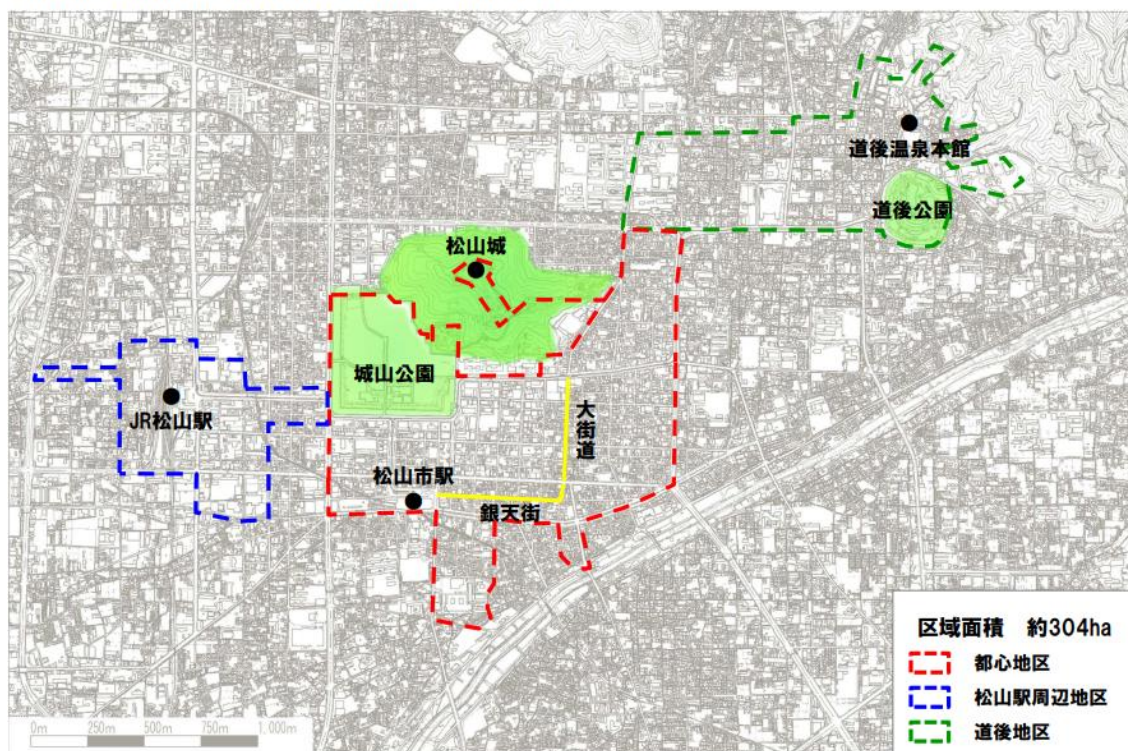 道後温泉本館
道後公園
松山城
城山公園
JR松山駅
大街道
松山市駅
銀天街
区域面積　約304ha
都心地区
松山駅周辺地区
道後地区
0m 250m 500m 750m 1,000m